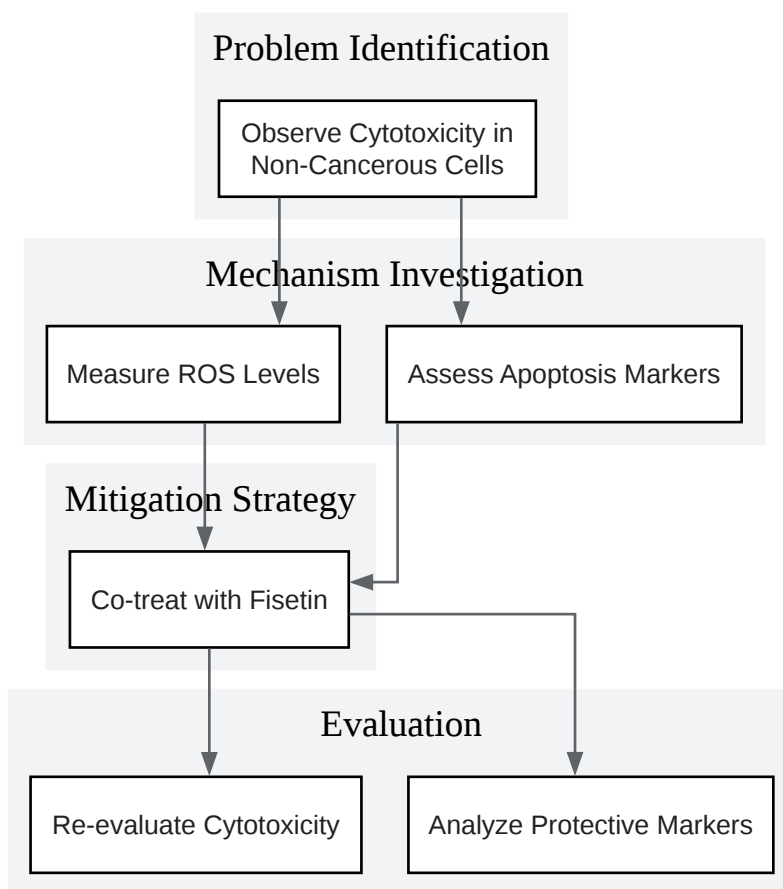 Problem Identification
Observe Cytotoxicity in
Non-Cancerous Cells
Mechanism Investigation
Measure ROS Levels
Assess Apoptosis Markers
Mitigation Strategy
Co-treat with Fisetin
Evaluation
Re-evaluate Cytotoxicity
Analyze Protective Markers